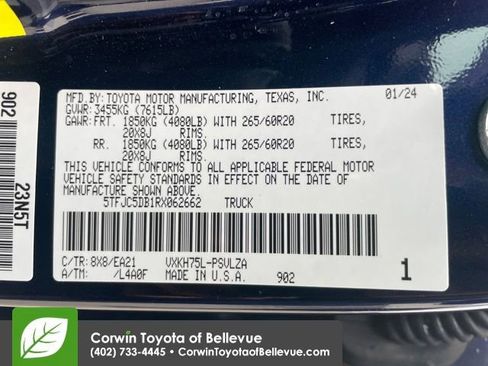 MFD.BY: TOYOTA MOTOR MANUFACTURING, TEXAS, INC. 01/24
GVWR: 3455KG (7615LB)
GAWR: FRT. 1850KG (4080LB) WITH 265/60R20 TIRES,
20X8J RIMS.
RR. 1850KG (4080LB) WITH 265/60R20 TIRES,
20X8J RIMS.
THIS VEHICLE CONFORMS TO ALL APPLICABLE FEDERAL MOTOR
VEHICLE SAFETY STANDARDS IN EFFECT ON THE DATE OF
MANUFACTURE SHOWN ABOVE.
5TFJC5DB1RX062662 TRUCK
C/TR: 8X8/EA21 VXKH75L-PSVLZA
A/TM: /L4A0F MADE IN U.S.A. 902
1
902
23N5T
Corwin Toyota of Bellevue
(402) 733-4445 • CorwinToyotaofBellevue.com